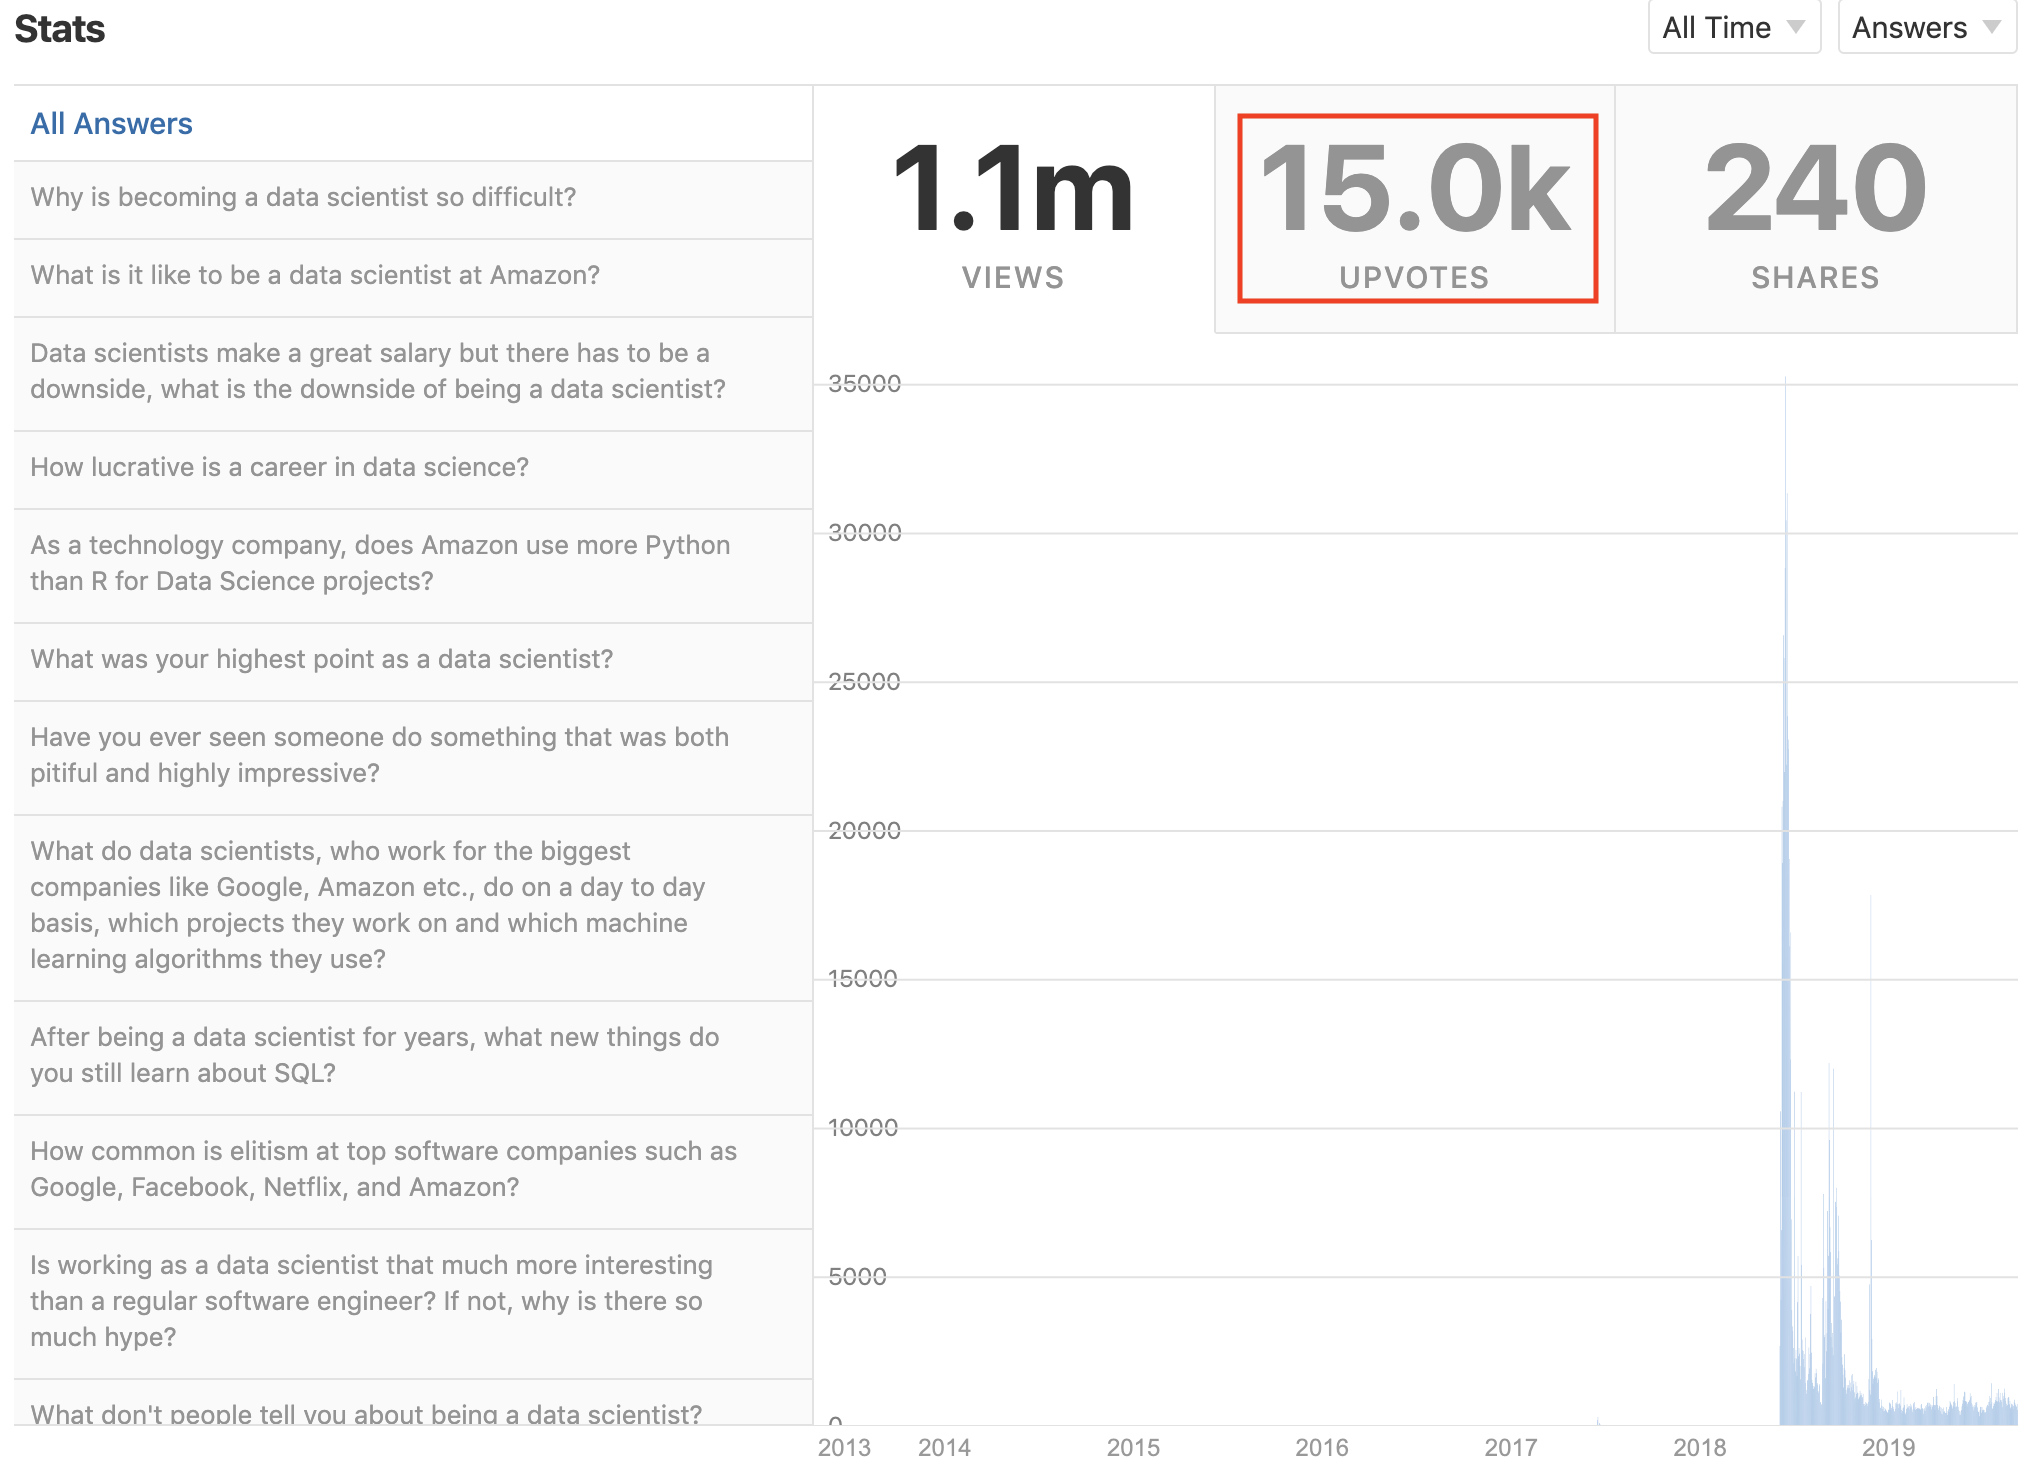 Stats
All Time
Answers
All Answers
Why is becoming a data scientist so difficult?
What is it like to be a data scientist at Amazon?
Data scientists make a great salary but there has to be a
downside, what is the downside of being a data scientist?
How lucrative is a career in data science?
As a technology company, does Amazon use more Python
than R for Data Science projects?
What was your highest point as a data scientist?
Have you ever seen someone do something that was both
pitiful and highly impressive?
What do data scientists, who work for the biggest
companies like Google, Amazon etc., do on a day to day
basis, which projects they work on and which machine
learning algorithms they use?
After being a data scientist for years, what new things do
you still learn about SQL?
How common is elitism at top software companies such as
Google, Facebook, Netflix, and Amazon?
Is working as a data scientist that much more interesting
than a regular software engineer? If not, why is there so
much hype?
What don't people tell you about being a data scientist?
1.1m
VIEWS
15.0k
UPVOTES
240
SHARES
35000
30000
25000
20000
15000
10000
5000
0
2013 2014 2015 2016 2017 2018 2019